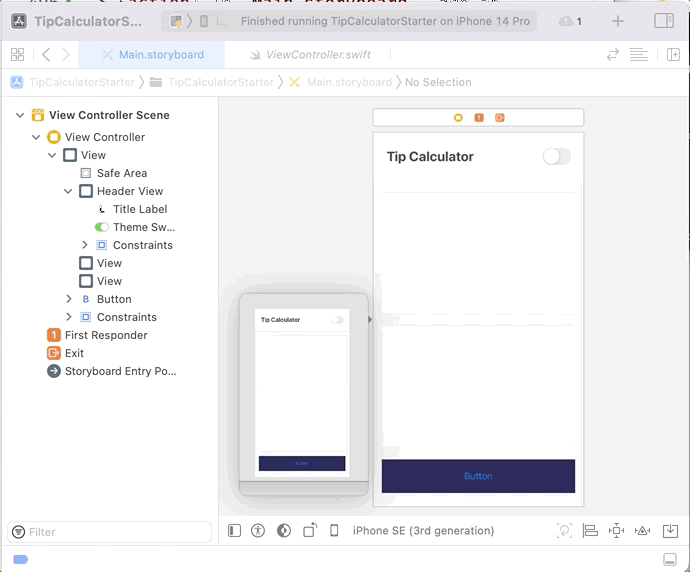 TipCalculatorS...
Finished running TipCalculatorStarter on iPhone 14 Pro
1
Main.storyboard
ViewController.swift
TipCalculatorStarter
TipCalculatorStarter
Main.storyboard
No Selection
View Controller Scene
View Controller
View
Safe Area
Header View
Title Label
Theme Sw...
Constraints
View
View
B Button
Constraints
1 First Responder
Exit
Storyboard Entry Po...
Filter
1
Tip Calculator
Button
Tip Calculator
iPhone SE (3rd generation)